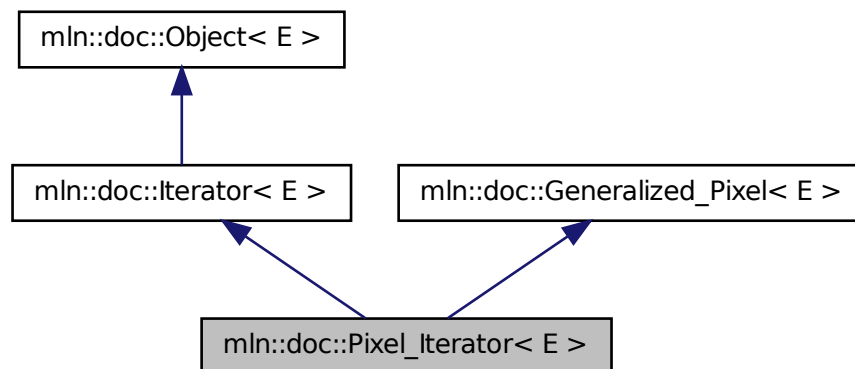 mln::doc::Object< E >
mln::doc::Iterator< E >
mln::doc::Generalized_Pixel< E >
mln::doc::Pixel_Iterator< E >